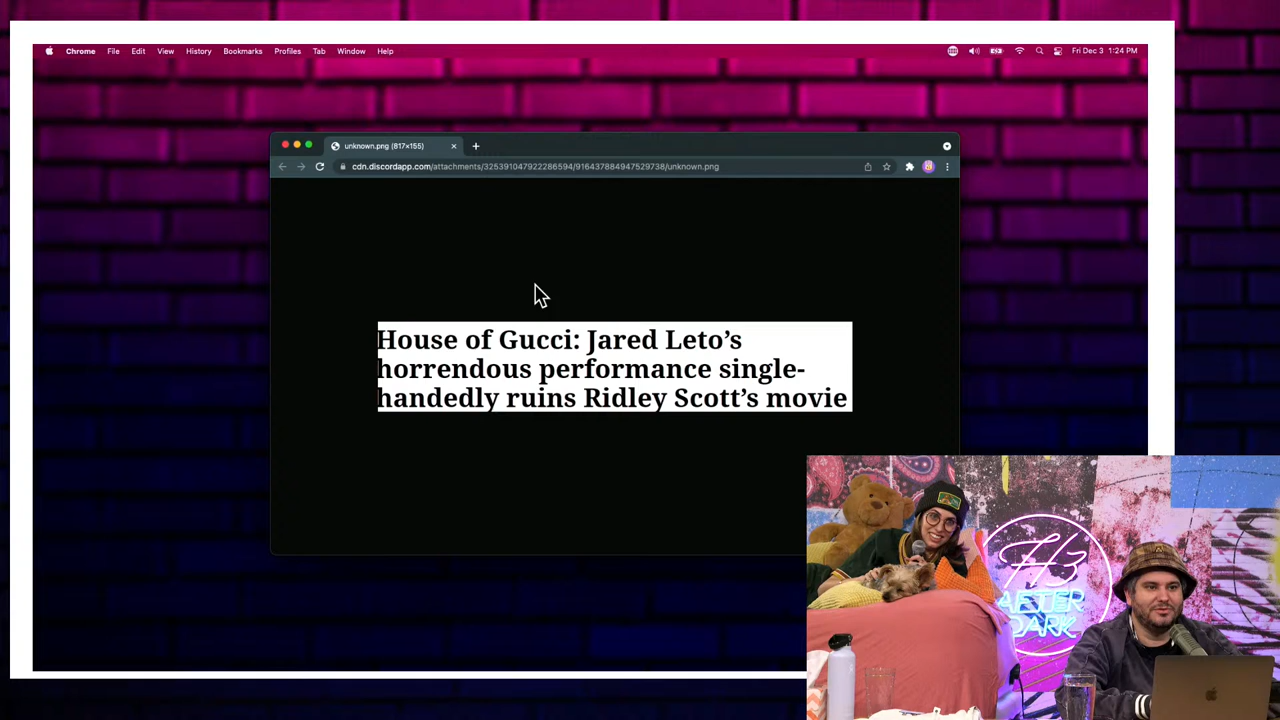 Chrome File Edit View History Bookmarks Profiles Tab Window Help Fri Dec 3 1:24 PM
unknown.png (817×155)
cdn.discordapp.com/attachments/325391047922286594/916437884947529738/unknown.png
House of Gucci: Jared Leto’s
horrendous performance single-
handedly ruins Ridley Scott’s movie
H3
AFTER
DARK